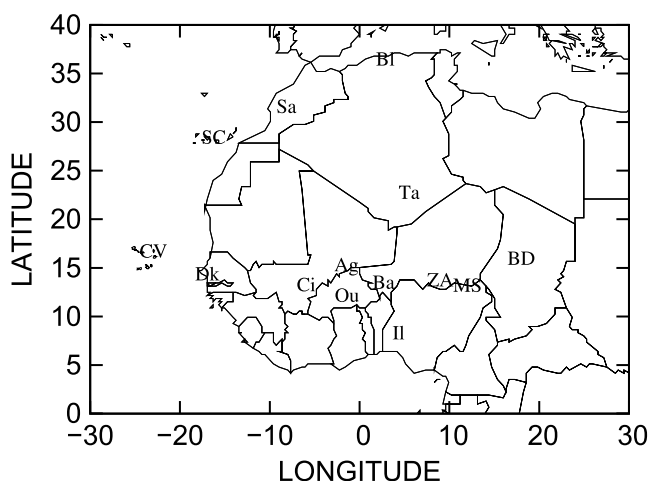 40
35
30
25
20
15
10
5
0
LATITUDE
Bl
Sa
SC
Ta
CV
Dk
Ag
Ci
Ba
Ou
ZA
MS
BD
Il
−30
−20
−10
0
10
20
30
LONGITUDE